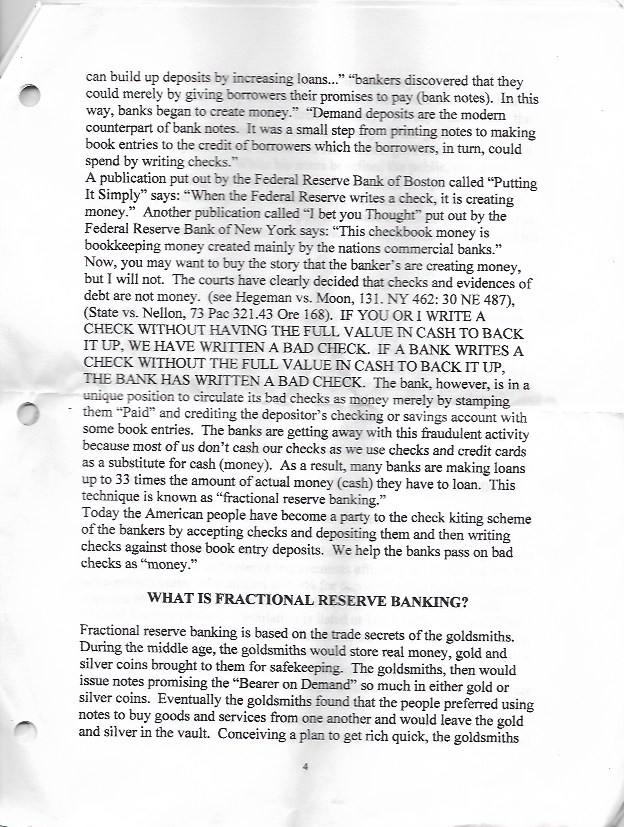 can build up deposits by increasing loans...” “bankers discovered that they
could merely by giving borrowers their promises to pay (bank notes). In this
way, banks began to create money.” “Demand deposits are the modern
counterpart of bank notes. It was a small step from printing notes to making
book entries to the credit of borrowers which the borrowers, in turn, could
spend by writing checks.”
A publication put out by the Federal Reserve Bank of Boston called “Putting
It Simply” says: “When the Federal Reserve writes a check, it is creating
money.” Another publication called “I bet you Thought” put out by the
Federal Reserve Bank of New York says: “This checkbook money is
bookkeeping money created mainly by the nations commercial banks.”
Now, you may want to buy the story that the banker’s are creating money,
but I will not. The courts have clearly decided that checks and evidences of
debt are not money. (see Hegeman vs. Moon, 131. NY 462: 30 NE 487),
(State vs. Nellon, 73 Pac 321.43 Ore 168). IF YOU OR I WRITE A
CHECK WITHOUT HAVING THE FULL VALUE IN CASH TO BACK
IT UP, WE HAVE WRITTEN A BAD CHECK. IF A BANK WRITES A
CHECK WITHOUT THE FULL VALUE IN CASH TO BACK IT UP,
THE BANK HAS WRITTEN A BAD CHECK. The bank, however, is in a
unique position to circulate its bad checks as money merely by stamping
them “Paid” and crediting the depositor’s checking or savings account with
some book entries. The banks are getting away with this fraudulent activity
because most of us don’t cash our checks as we use checks and credit cards
as a substitute for cash (money). As a result, many banks are making loans
up to 33 times the amount of actual money (cash) they have to loan. This
technique is known as “fractional reserve banking.”
Today the American people have become a party to the check kiting scheme
of the bankers by accepting checks and depositing them and then writing
checks against those book entry deposits. We help the banks pass on bad
checks as “money.”
WHAT IS FRACTIONAL RESERVE BANKING?
Fractional reserve banking is based on the trade secrets of the goldsmiths.
During the middle age, the goldsmiths would store real money, gold and
silver coins brought to them for safekeeping. The goldsmiths, then would
issue notes promising the “Bearer on Demand” so much in either gold or
silver coins. Eventually the goldsmiths found that the people preferred using
notes to buy goods and services from one another and would leave the gold
and silver in the vault. Conceiving a plan to get rich quick, the goldsmiths
4